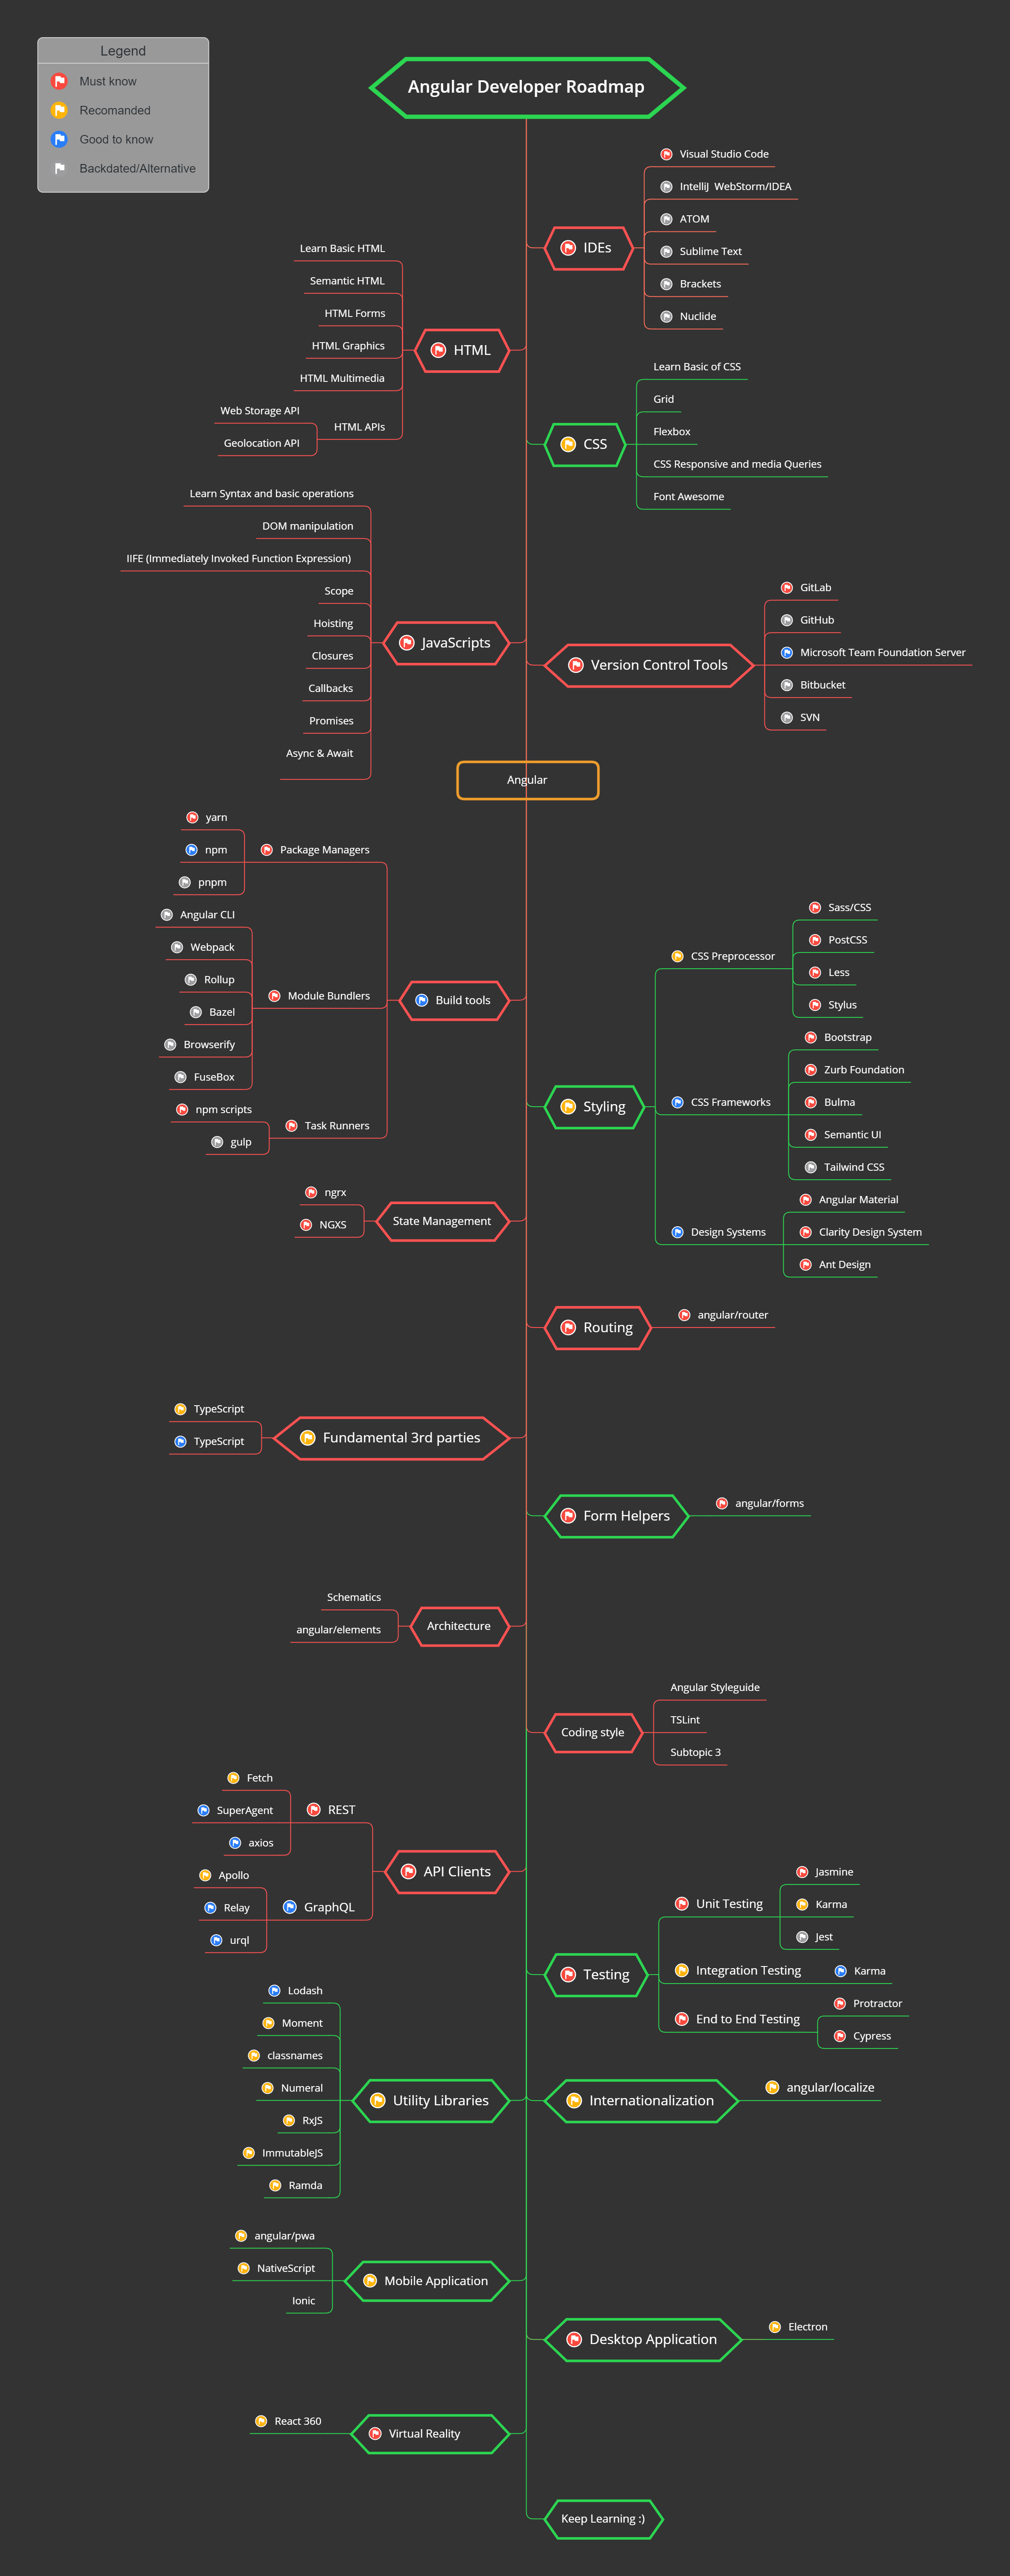 Legend
Must know
Recomanded
Good to know
Backdated/Alternative
Angular Developer Roadmap
IDEs
Visual Studio Code
IntelliJ WebStorm/IDEA
ATOM
Sublime Text
Brackets
Nuclide
HTML
Learn Basic HTML
Semantic HTML
HTML Forms
HTML Graphics
HTML Multimedia
HTML APIs
Web Storage API
Geolocation API
CSS
Learn Basic of CSS
Grid
Flexbox
CSS Responsive and media Queries
Font Awesome
JavaScripts
Learn Syntax and basic operations
DOM manipulation
IIFE (Immediately Invoked Function Expression)
Scope
Hoisting
Closures
Callbacks
Promises
Async & Await
Version Control Tools
GitLab
GitHub
Microsoft Team Foundation Server
Bitbucket
SVN
Angular
Build tools
Package Managers
yarn
npm
pnpm
Module Bundlers
Angular CLI
Webpack
Rollup
Bazel
Browserify
FuseBox
Task Runners
npm scripts
gulp
Styling
CSS Preprocessor
Sass/CSS
PostCSS
Less
Stylus
CSS Frameworks
Bootstrap
Zurb Foundation
Bulma
Semantic UI
Tailwind CSS
Design Systems
Angular Material
Clarity Design System
Ant Design
State Management
ngrx
NGXS
Routing
angular/router
Fundamental 3rd parties
TypeScript
TypeScript
Form Helpers
angular/forms
Architecture
Schematics
angular/elements
Coding style
Angular Styleguide
TSLint
Subtopic 3
API Clients
REST
Fetch
SuperAgent
axios
GraphQL
Apollo
Relay
urql
Testing
Unit Testing
Jasmine
Karma
Jest
Integration Testing
Karma
End to End Testing
Protractor
Cypress
Utility Libraries
Lodash
Moment
classnames
Numeral
RxJS
ImmutableJS
Ramda
Internationalization
angular/localize
Mobile Application
angular/pwa
NativeScript
Ionic
Desktop Application
Electron
Virtual Reality
React 360
Keep Learning :)